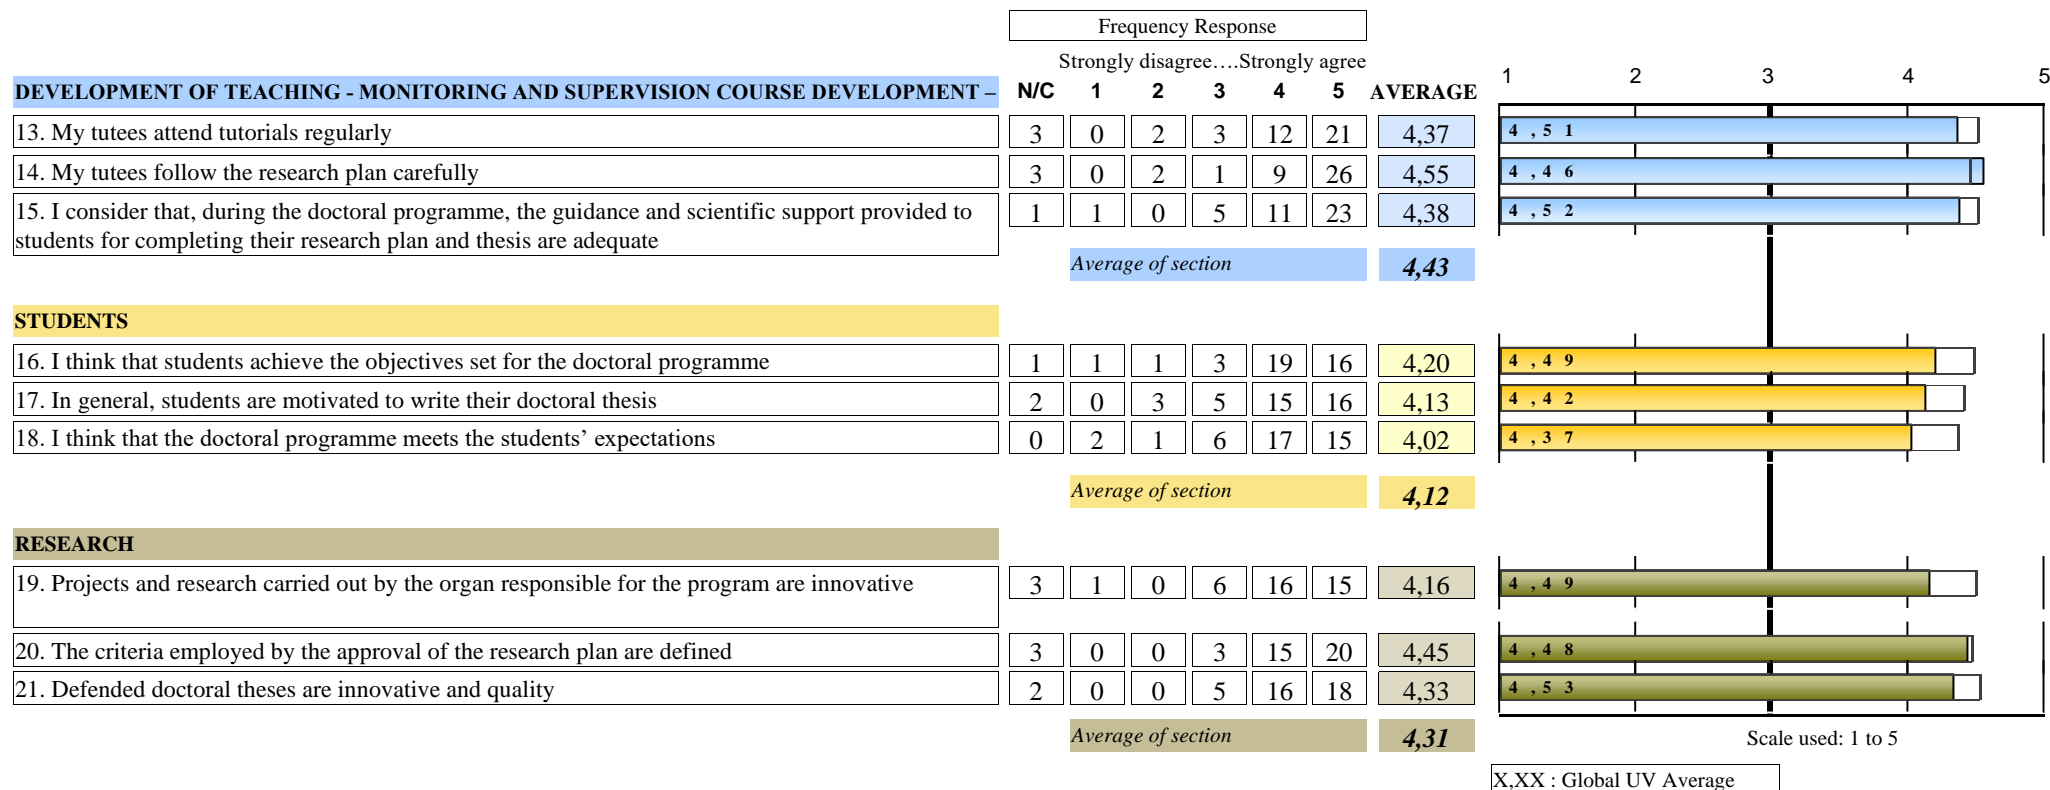 Frequency Response
Strongly disagree….Strongly agree
DEVELOPMENT OF TEACHING - MONITORING AND SUPERVISION COURSE DEVELOPMENT – N/C 1 2 3 4 5 AVERAGE 1 2 3 4 5
13. My tutees attend tutorials regularly 3 0 2 3 12 21 4,37 4,51
14. My tutees follow the research plan carefully 3 0 2 1 9 26 4,55 4,46
15. I consider that, during the doctoral programme, the guidance and scientific support provided to 1 1 0 5 11 23 4,38 4,52
students for completing their research plan and thesis are adequate
Average of section 4,43
STUDENTS
16. I think that students achieve the objectives set for the doctoral programme 1 1 1 3 19 16 4,20 4,49
17. In general, students are motivated to write their doctoral thesis 2 0 3 5 15 16 4,13 4,42
18. I think that the doctoral programme meets the students’ expectations 0 2 1 6 17 15 4,02 4,37
Average of section 4,12
RESEARCH
19. Projects and research carried out by the organ responsible for the program are innovative 3 1 0 6 16 15 4,16 4,49
20. The criteria employed by the approval of the research plan are defined 3 0 0 3 15 20 4,45 4,48
21. Defended doctoral theses are innovative and quality 2 0 0 5 16 18 4,33 4,53
Average of section 4,31
Scale used: 1 to 5
X,XX : Global UV Average